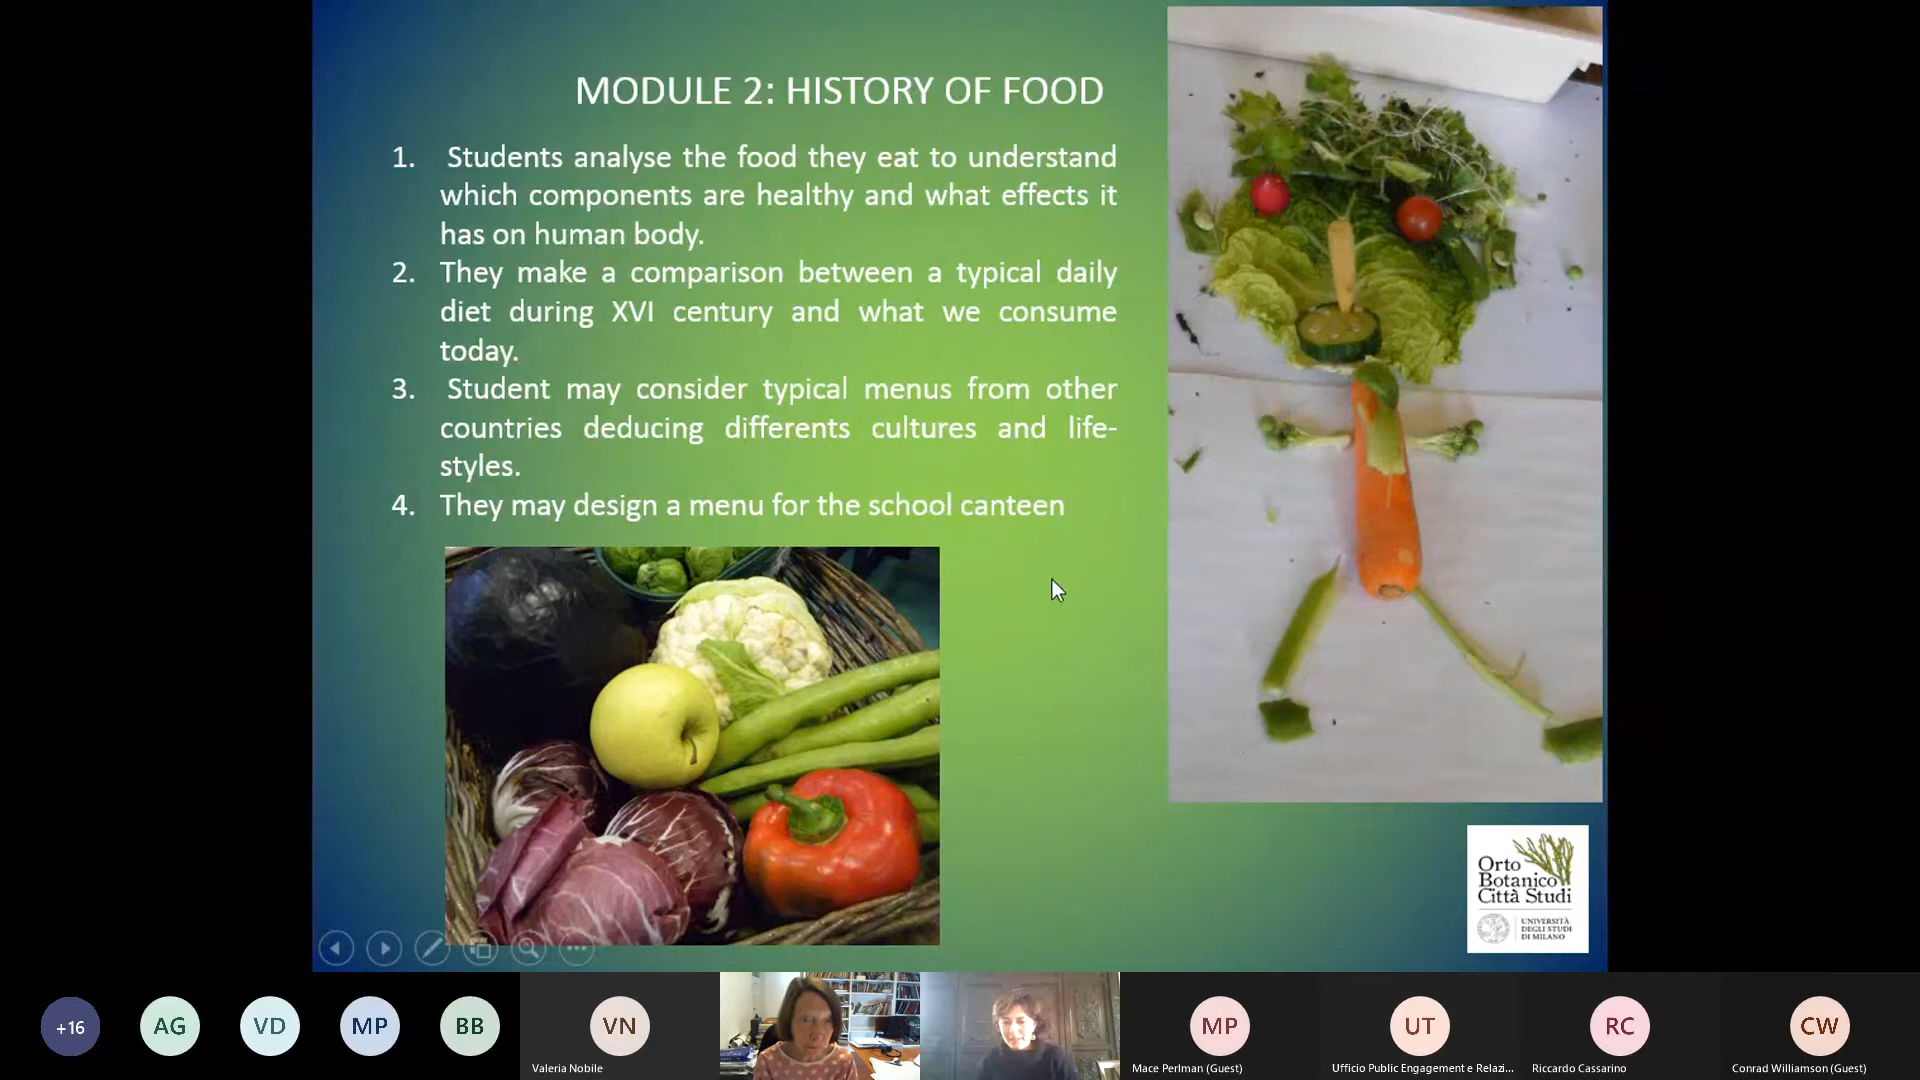 MODULE 2: HISTORY OF FOOD
1. Students analyse the food they eat to understand
which components are healthy and what effects it
has on human body.
2. They make a comparison between a typical daily
diet during XVI century and what we consume
today.
3. Student may consider typical menus from other
countries deducing differents cultures and life-
styles.
4. They may design a menu for the school canteen
Orto
Botanico
Città Studi
UNIVERSITÀ
DEGLI STUDI
DI MILANO
+16
AG
VD
MP
BB
VN
MP
UT
RC
CW
Valeria Nobile
Mace Perlman (Guest)
Ufficio Public Engagement e Relazi...
Riccardo Cassarino
Conrad Williamson (Guest)